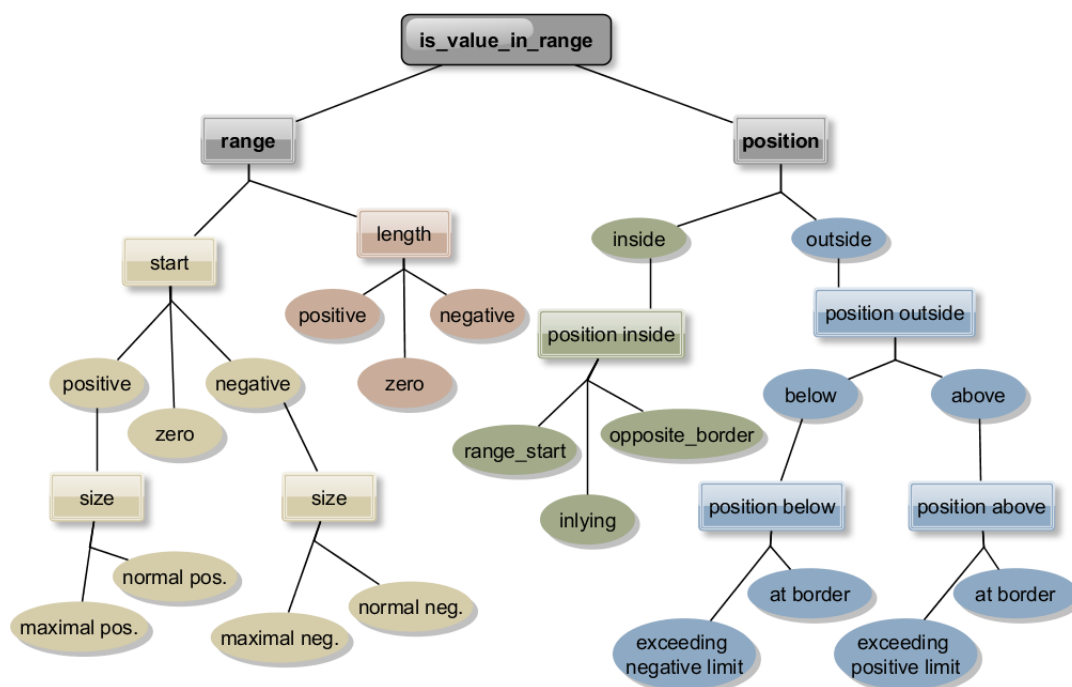 is_value_in_range
range
position
start
length
inside
outside
positive
negative
position inside
position outside
positive
zero
negative
zero
range_start
opposite_border
inlying
below
above
size
size
position below
position above
normal pos.
maximal pos.
normal neg.
maximal neg.
at border
exceeding
negative limit
at border
exceeding
positive limit